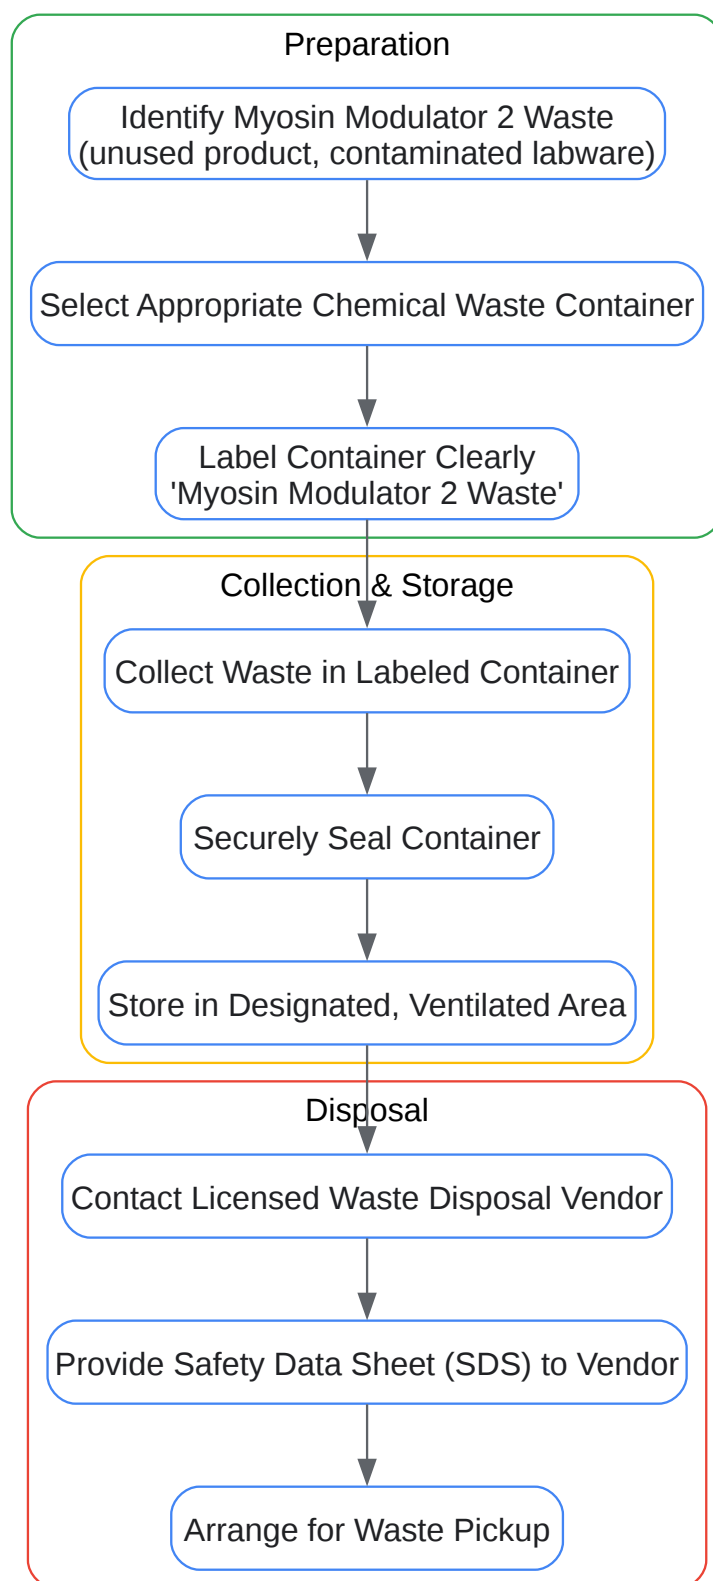 Preparation
Identify Myosin Modulator 2 Waste
(unused product, contaminated labware)
Select Appropriate Chemical Waste Container
Label Container Clearly
'Myosin Modulator 2 Waste'
Collection & Storage
Collect Waste in Labeled Container
Securely Seal Container
Store in Designated, Ventilated Area
Disposal
Contact Licensed Waste Disposal Vendor
Provide Safety Data Sheet (SDS) to Vendor
Arrange for Waste Pickup